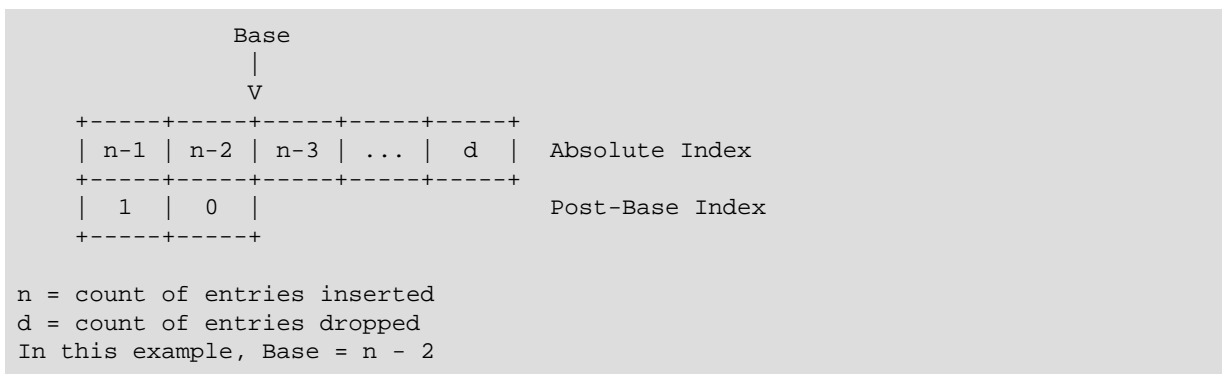 Base
                |
                V
    +-----+-----+-----+-----+-----+
    | n-1 | n-2 | n-3 | ... |  d  |  Absolute Index
    +-----+-----+-----+-----+-----+
    |  1  |  0  |                    Post-Base Index
    +-----+-----+
n = count of entries inserted
d = count of entries dropped
In this example, Base = n - 2